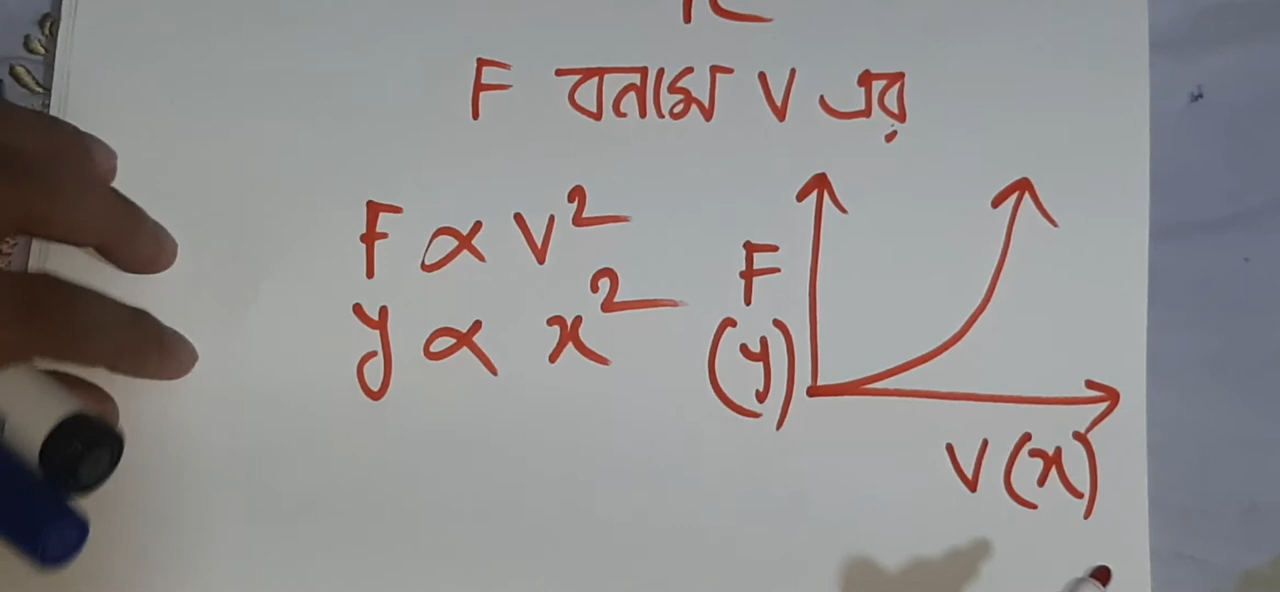 F বনাম V এর
F ∝ V²
y ∝ x²
F
(y)
V(x)